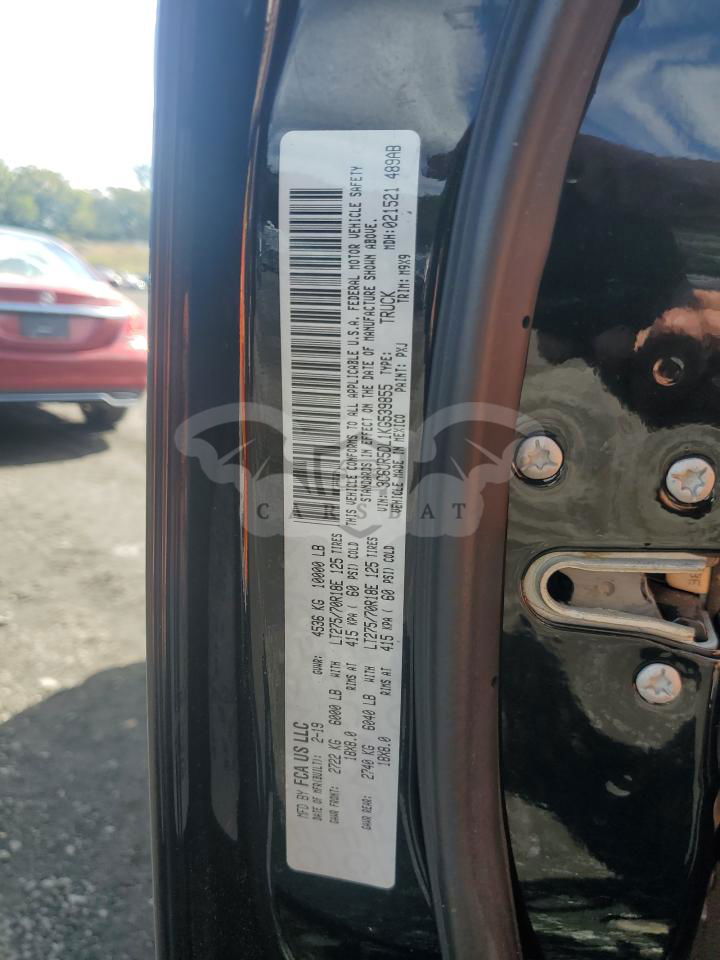 MFD BY FCA US LLC
DATE OF MFR(BUILT): 2-19 GVWR: 4536 KG 10000 LB
GAWR FRONT: 2722 KG 6000 LB WITH LT275/70R18E 125 TIRES
18X8.0 RIMS AT 415 KPA ( 60 PSI) COLD
GAWR REAR: 2740 KG 6040 LB WITH LT275/70R18E 125 TIRES
18X8.0 RIMS AT 415 KPA ( 60 PSI) COLD
THIS VEHICLE CONFORMS TO ALL APPLICABLE U.S.A. FEDERAL MOTOR VEHICLE SAFETY
STANDARDS IN EFFECT ON THE DATE OF MANUFACTURE SHOWN ABOVE.
VIN: 3C6UR5DL1KG539855 TYPE: TRUCK MDH:021521 489AB
VEHICLE MADE IN MEXICO PAINT: PXJ TRIM: M9X9
CARSBAT